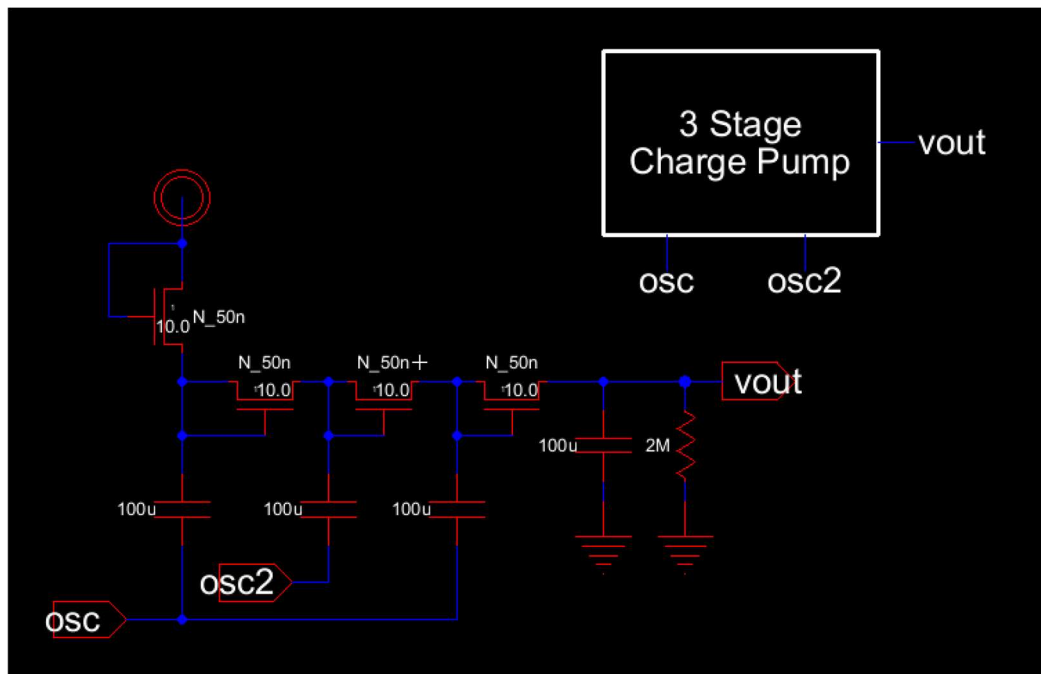 3 Stage
Charge Pump
vout
osc
osc2
10.0
N_50n
N_50n
N_50n
N_50n
10.0
10.0
10.0
vout
100u
2M
100u
100u
100u
osc2
osc